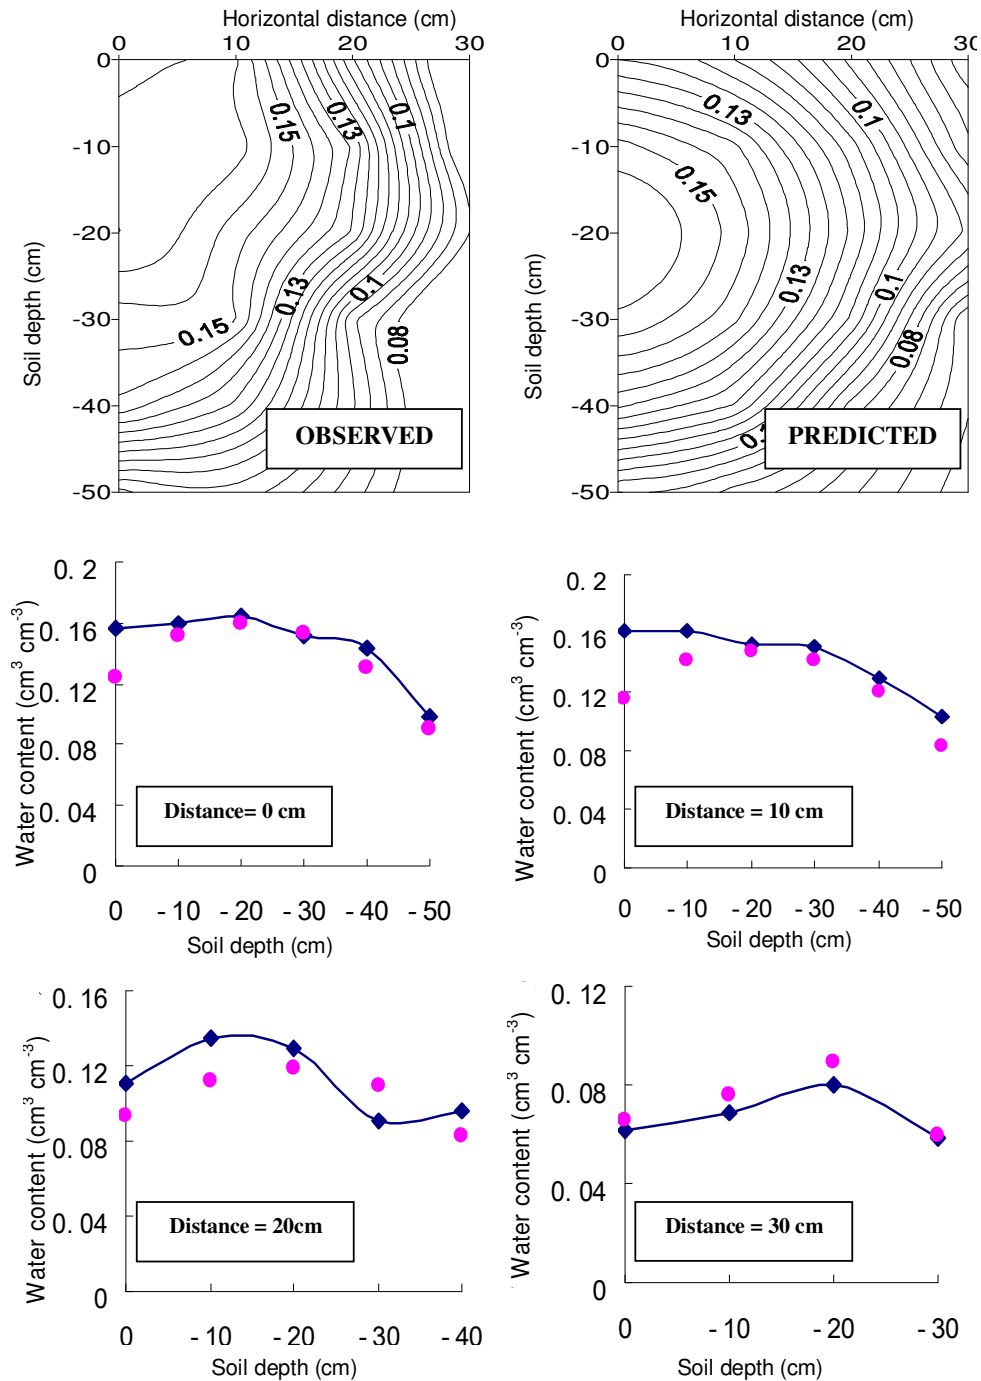 Horizontal distance (cm)
0 10 20 30
0
-10
-20
-30
-40
-50
Soil depth (cm)
0.15
0.13
0.1
0.15
0.13
0.1
0.08
OBSERVED
0 10 20
Horizontal distance (cm)
0
-10
-20
-30
-40
-50
Soil depth (cm)
0.13
0.1
0.15
0.13
0.1
0.08
PREDICTED
0. 2
0. 16
0. 12
0. 08
0. 04
0
Water content (cm³ cm⁻³)
Distance= 0 cm
0 - 10 - 20 - 30 - 40 - 50
Soil depth (cm)
0. 2
0. 16
0. 12
0. 08
0. 04
0
Water content (cm³ cm⁻³)
Distance = 10 cm
0 - 10 - 20 - 30 - 40 - 50
Soil depth (cm)
0. 16
0. 12
0. 08
0. 04
0
Water content (cm³ cm⁻³)
Distance = 20cm
0 - 10 - 20 - 30 - 40
Soil depth (cm)
0. 12
0. 08
0. 04
0
Water content (cm³ cm⁻³)
Distance = 30 cm
0 - 10 - 20 - 30
Soil depth (cm)